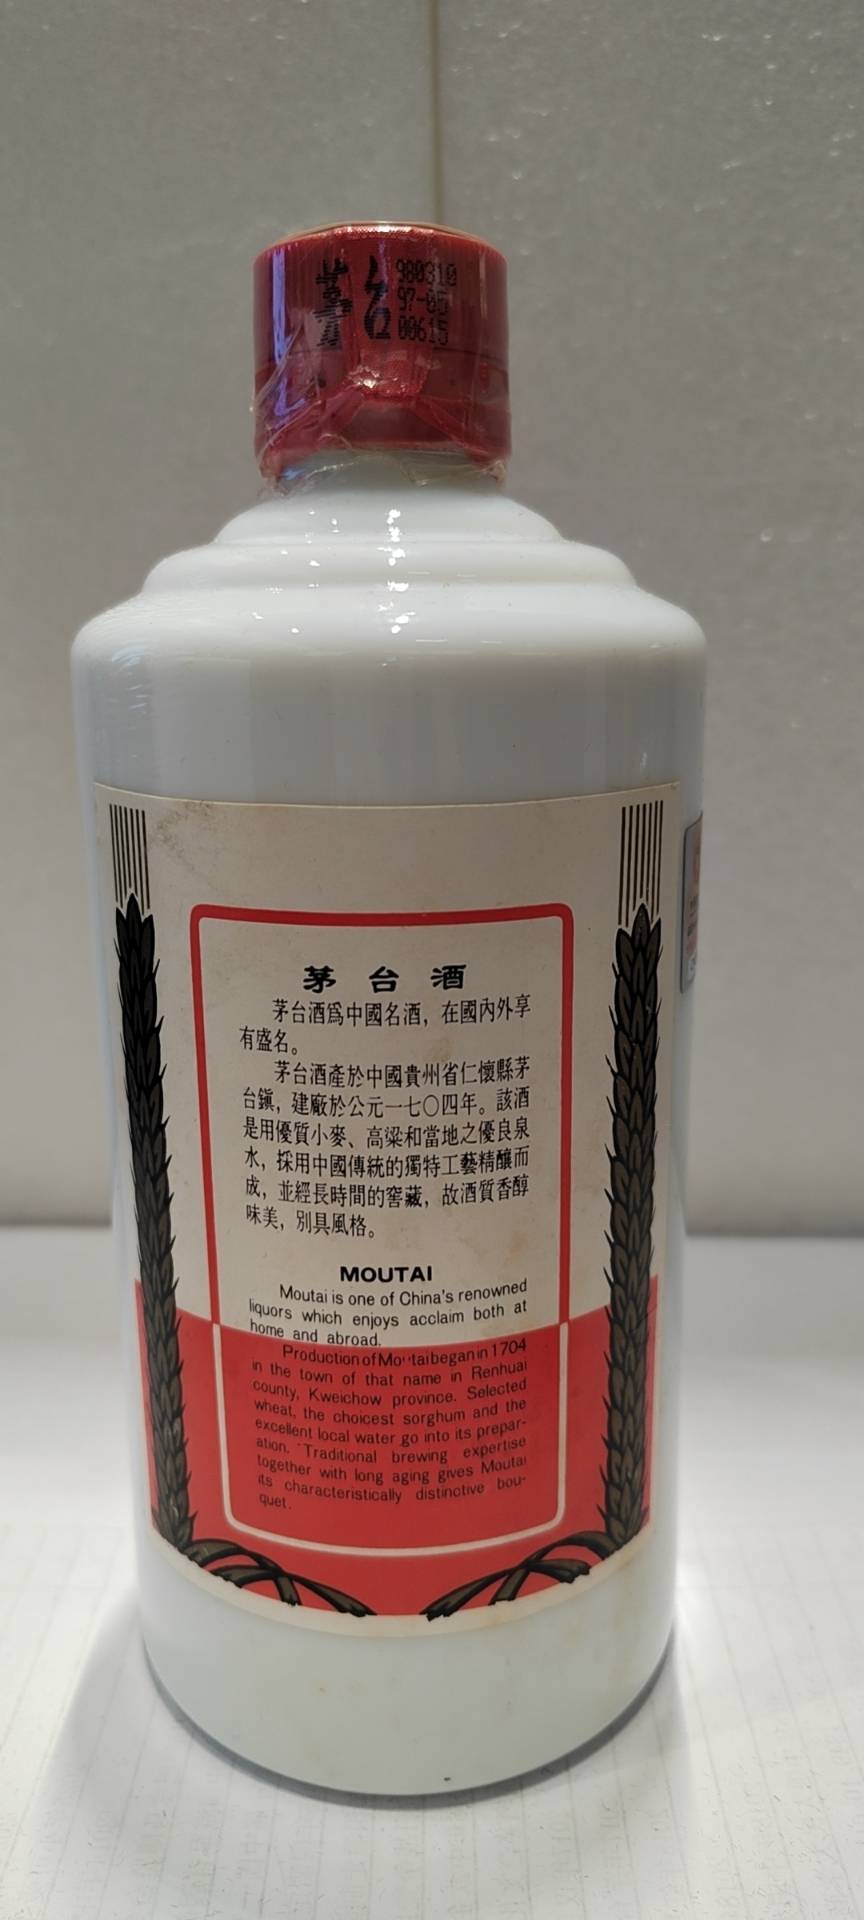 茅台
980310
97-05
00615
茅台酒
茅台酒爲中國名酒，在國內外享
有盛名。
茅台酒產於中國貴州省仁懷縣茅
台鎭，建廠於公元一七〇四年。該酒
是用優質小麥、高粱和當地之優良泉
水，採用中國傳統的獨特工藝精釀而
成，並經長時間的窖藏，故酒質香醇
味美，別具風格。
MOUTAI
Moutai is one of China's renowned
liquors which enjoys acclaim both at
home and abroad.
Production of Moutai began in 1704
in the town of that name in Renhuai
county, Kweichow province. Selected
wheat, the choicest sorghum and the
excellent local water go into its prepar-
ation. Traditional brewing expertise
together with long aging gives Moutai
its characteristically distinctive bou-
quet.